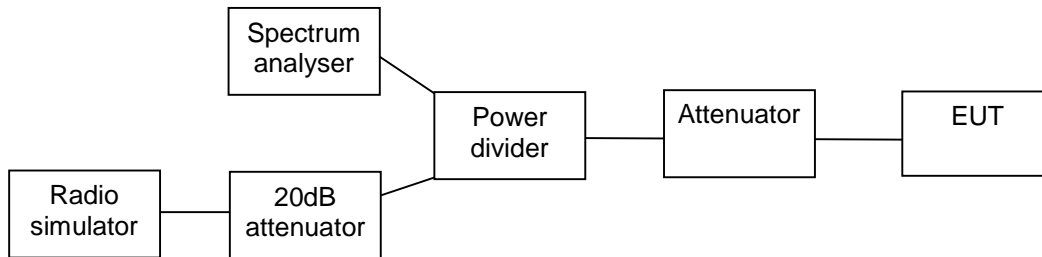 Spectrum
analyser
Power
divider
Attenuator
EUT
Radio
simulator
20dB
attenuator